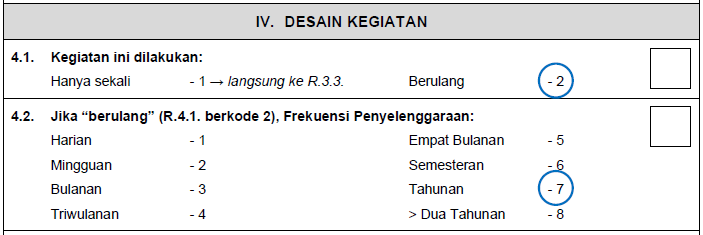 IV. DESAIN KEGIATAN
4.1. Kegiatan ini dilakukan:
Hanya sekali - 1 → langsung ke R.3.3. Berulang - 2
4.2. Jika “berulang” (R.4.1. berkode 2), Frekuensi Penyelenggaraan:
Harian - 1 Empat Bulanan - 5
Mingguan - 2 Semesteran - 6
Bulanan - 3 Tahunan - 7
Triwulanan - 4 > Dua Tahunan - 8